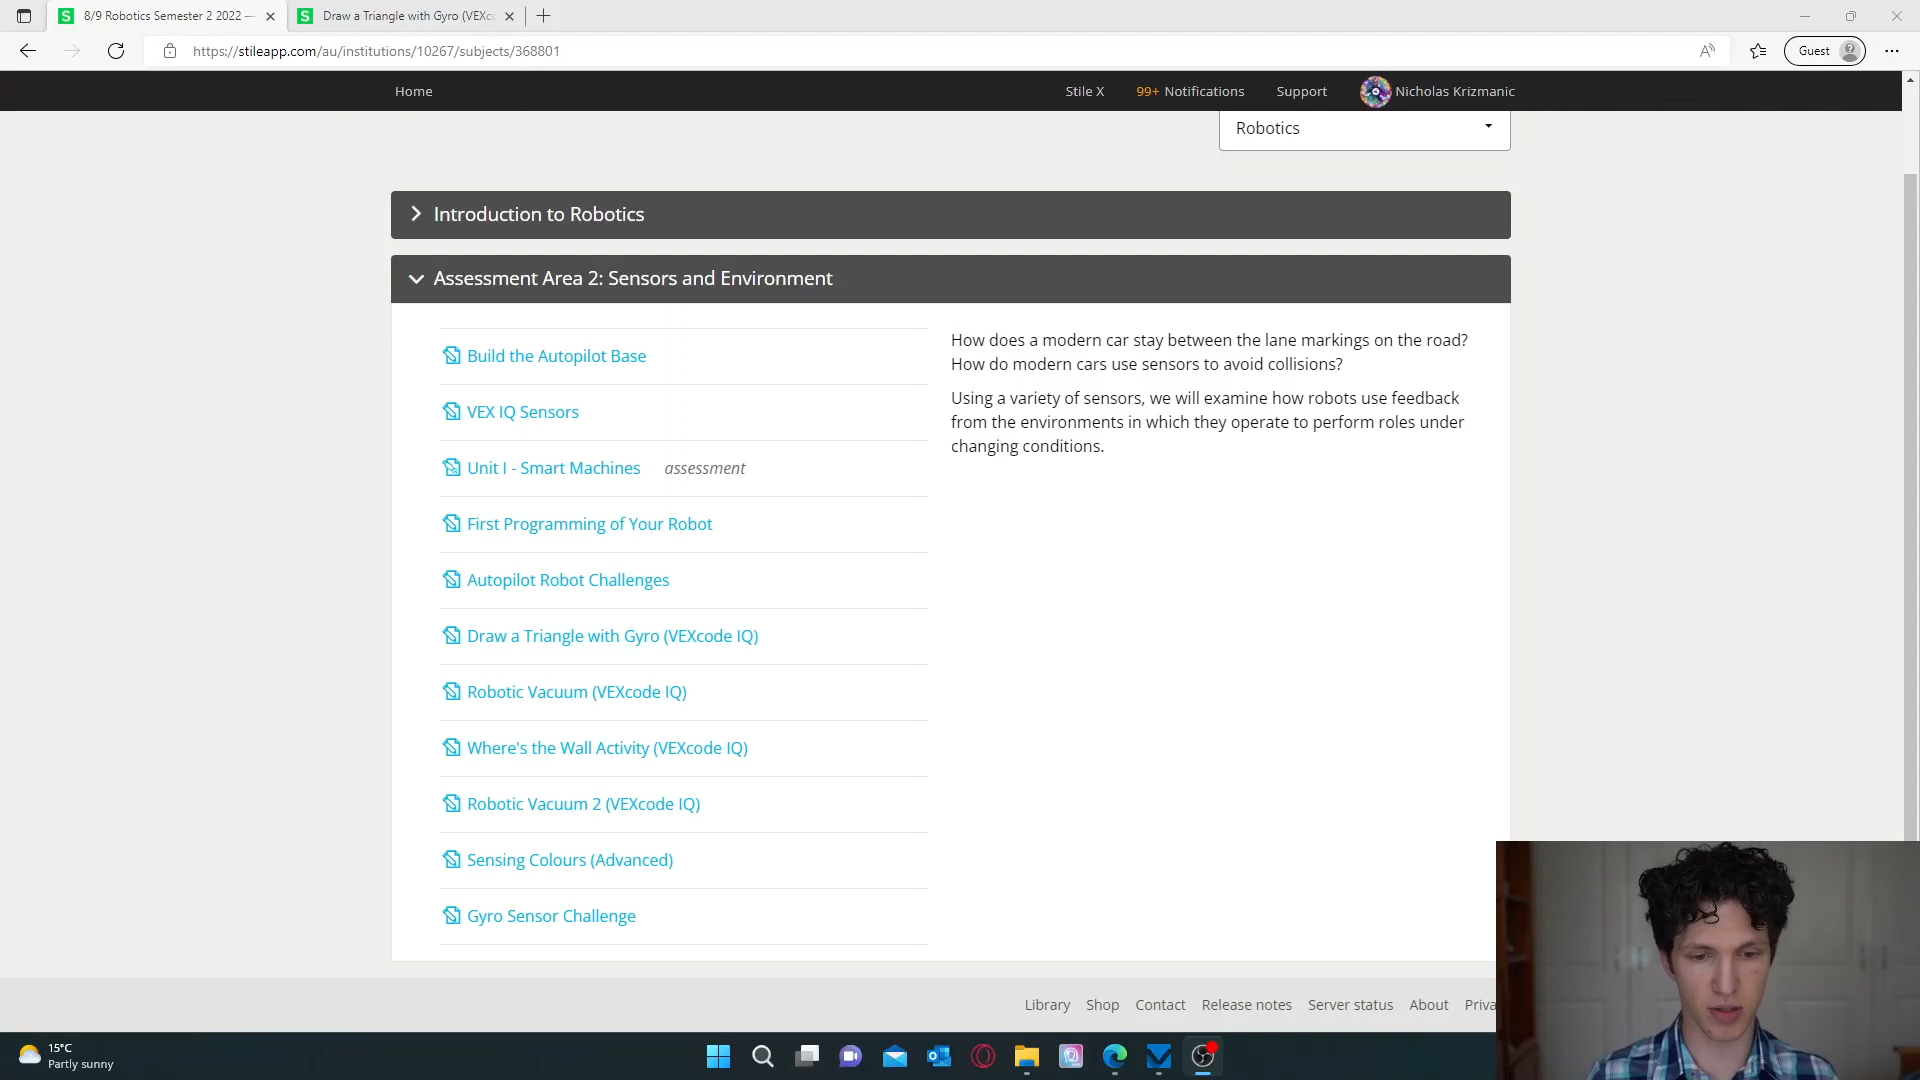 8/9 Robotics Semester 2 2022 —
Draw a Triangle with Gyro (VEXc
https://stileapp.com/au/institutions/10267/subjects/368801
Guest
Home
Stile X
99+ Notifications
Support
Nicholas Krizmanic
Robotics
Introduction to Robotics
Assessment Area 2: Sensors and Environment
Build the Autopilot Base
VEX IQ Sensors
Unit I - Smart Machines assessment
First Programming of Your Robot
Autopilot Robot Challenges
Draw a Triangle with Gyro (VEXcode IQ)
Robotic Vacuum (VEXcode IQ)
Where's the Wall Activity (VEXcode IQ)
Robotic Vacuum 2 (VEXcode IQ)
Sensing Colours (Advanced)
Gyro Sensor Challenge
How does a modern car stay between the lane markings on the road?
How do modern cars use sensors to avoid collisions?
Using a variety of sensors, we will examine how robots use feedback
from the environments in which they operate to perform roles under
changing conditions.
Library
Shop
Contact
Release notes
Server status
About
Priva
15°C
Partly sunny